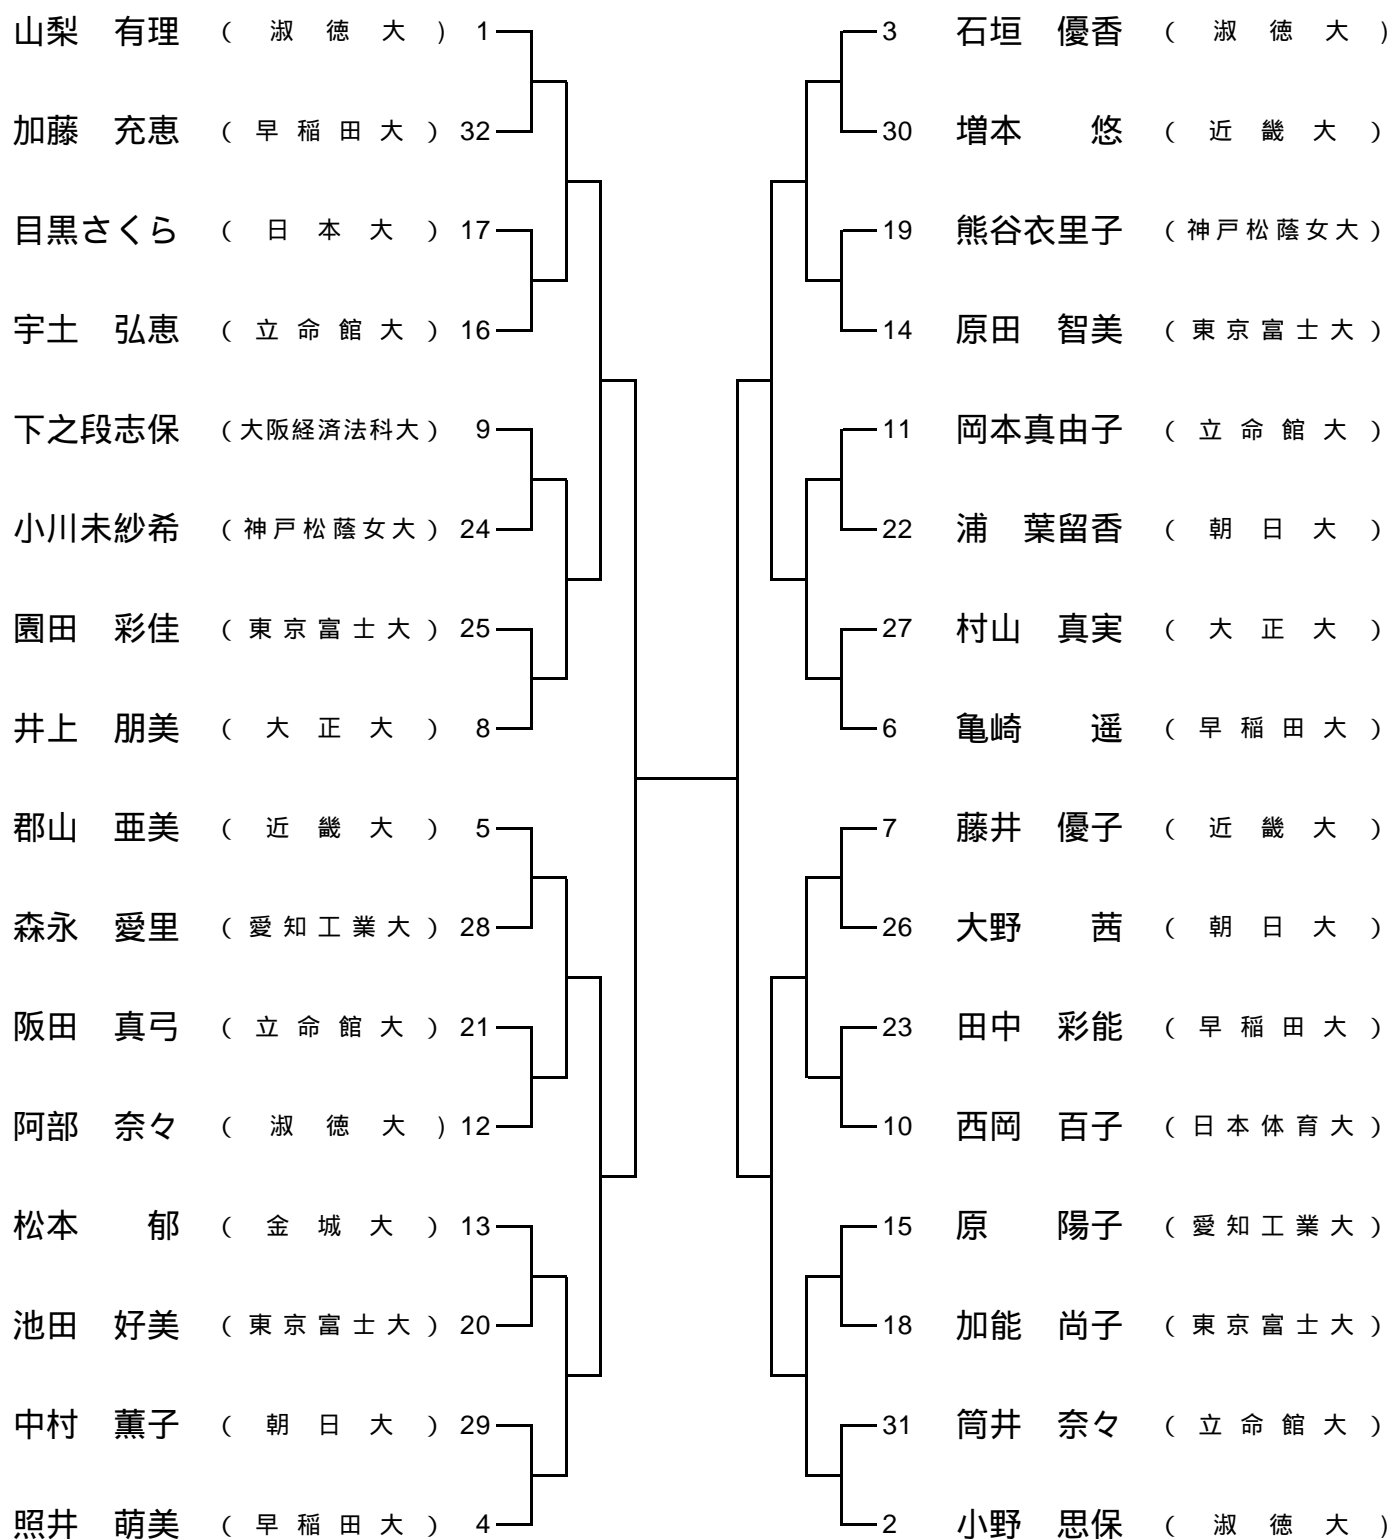 山梨 有理 ( 淑徳大 ) 1
加藤 充恵 ( 早稲田大 ) 32
目黒さくら ( 日本大 ) 17
宇土 弘恵 ( 立命館大 ) 16
下之段志保 ( 大阪経済法科大 ) 9
小川未紗希 ( 神戸松蔭女大 ) 24
園田 彩佳 ( 東京富士大 ) 25
井上 朋美 ( 大正大 ) 8
郡山 亜美 ( 近畿大 ) 5
森永 愛里 ( 愛知工業大 ) 28
阪田 真弓 ( 立命館大 ) 21
阿部 奈々 ( 淑徳大 ) 12
松本 郁 ( 金城大 ) 13
池田 好美 ( 東京富士大 ) 20
中村 薫子 ( 朝日大 ) 29
照井 萌美 ( 早稲田大 ) 4
3 石垣 優香 ( 淑徳大 )
30 増本 悠 ( 近畿大 )
19 熊谷衣里子 ( 神戸松蔭女大 )
14 原田 智美 ( 東京富士大 )
11 岡本真由子 ( 立命館大 )
22 浦 葉留香 ( 朝日大 )
27 村山 真実 ( 大正大 )
6 亀崎 遥 ( 早稲田大 )
7 藤井 優子 ( 近畿大 )
26 大野 茜 ( 朝日大 )
23 田中 彩能 ( 早稲田大 )
10 西岡 百子 ( 日本体育大 )
15 原 陽子 ( 愛知工業大 )
18 加能 尚子 ( 東京富士大 )
31 筒井 奈々 ( 立命館大 )
2 小野 思保 ( 淑徳大 )